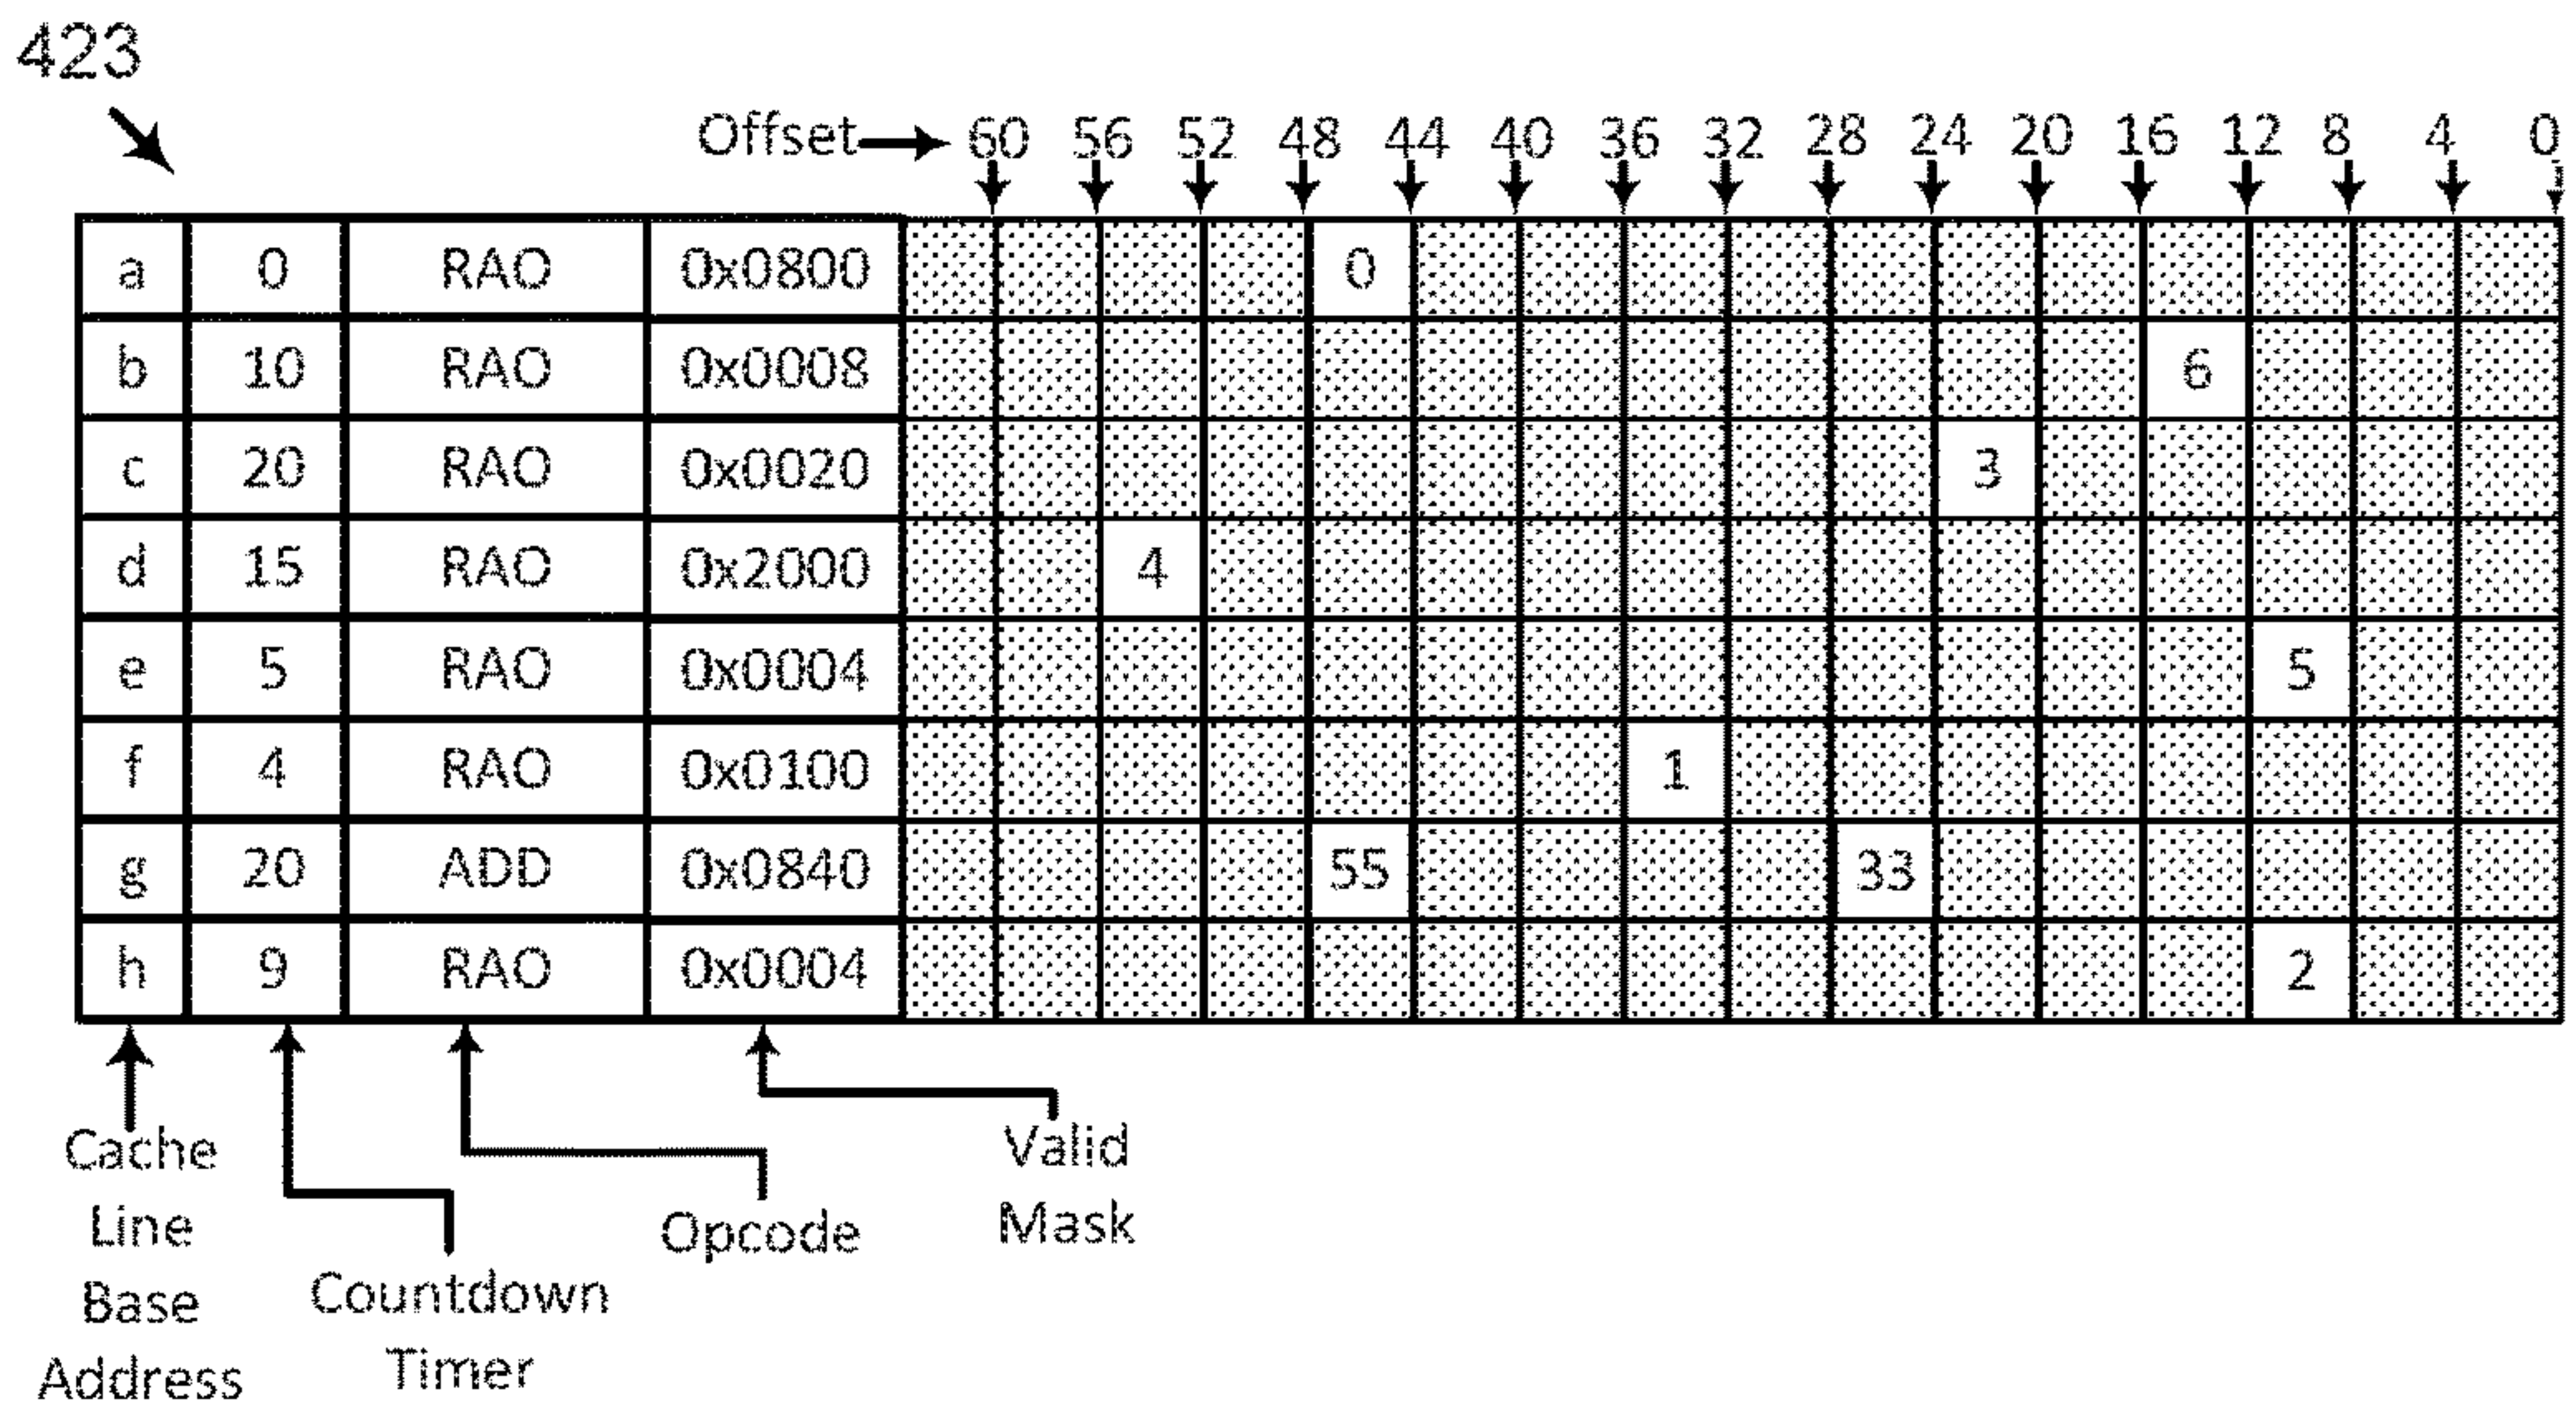 423
Offset 60 56 52 48 44 40 36 32 28 24 20 16 12 8 4 0
a 0 RAO 0x0800 0
b 10 RAO 0x0008 6
c 20 RAO 0x0020 3
d 15 RAO 0x2000 4
e 5 RAO 0x0004 5
f 4 RAO 0x0100 1
g 20 ADD 0x0840 55 33
h 9 RAO 0x0004 2
Cache
Line
Base
Address
Countdown
Timer
Opcode
Valid
Mask